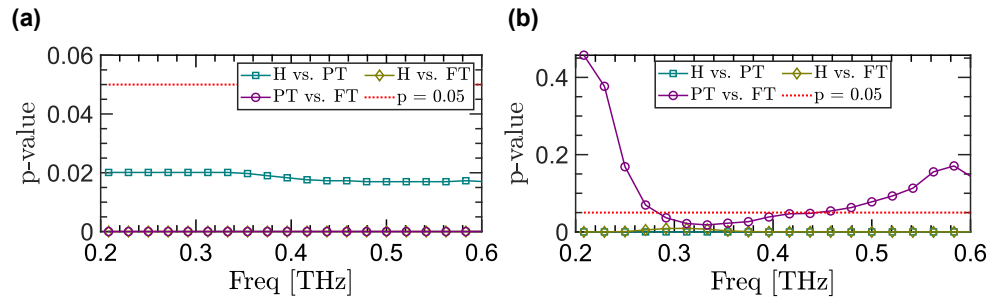 (a)
p-value
0.06
0.04
0.02
0
0.2
0.3
0.4
0.5
0.6
Freq [THz]
H vs. PT
H vs. FT
PT vs. FT
p = 0.05
(b)
p-value
0.4
0.2
0
0.2
0.3
0.4
0.5
0.6
Freq [THz]
H vs. PT
H vs. FT
PT vs. FT
p = 0.05